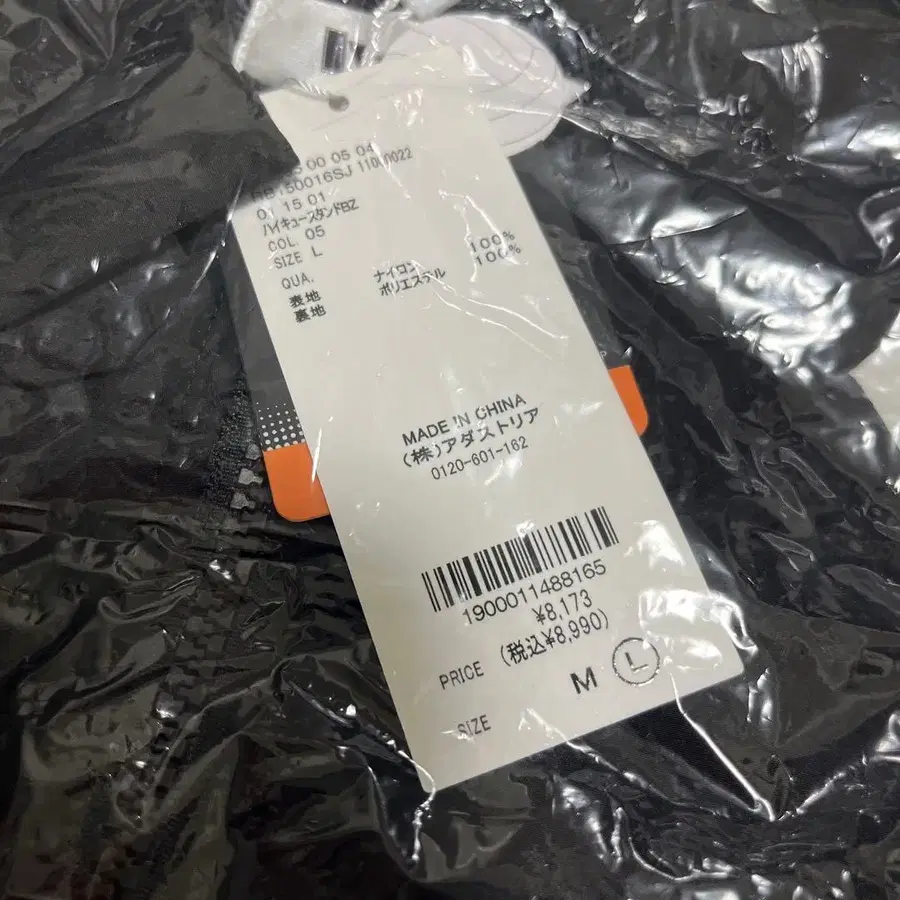 00 05 04
150016SJ 11000022
01 15 01
ハイキュースタンドBZ
COL. 05
SIZE L
QUA.
表地 ナイロン 100%
裏地 ポリエステル 100%
MADE IN CHINA
(株)アダストリア
0120-601-162
1900011488165
¥8,173
PRICE (税込¥8,990)
SIZE M L